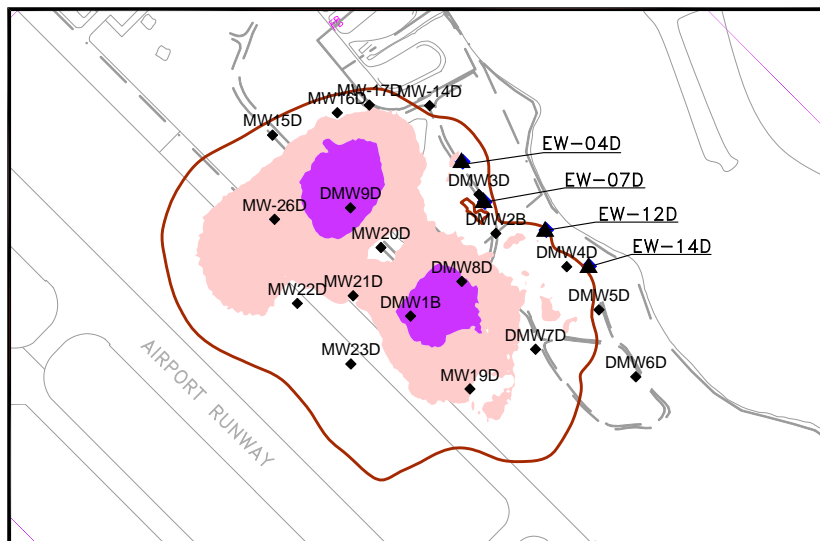 MW-17D
MW-14D
MW16D
MW15D
EW-04D
DMW3D
EW-07D
DMW9D
MW-26D
EW-12D
DMW2B
MW20D
EW-14D
DMW4D
DMW8D
MW21D
MW22D
DMW5D
DMW1B
DMW7D
MW23D
DMW6D
MW19D
AIRPORT RUNWAY